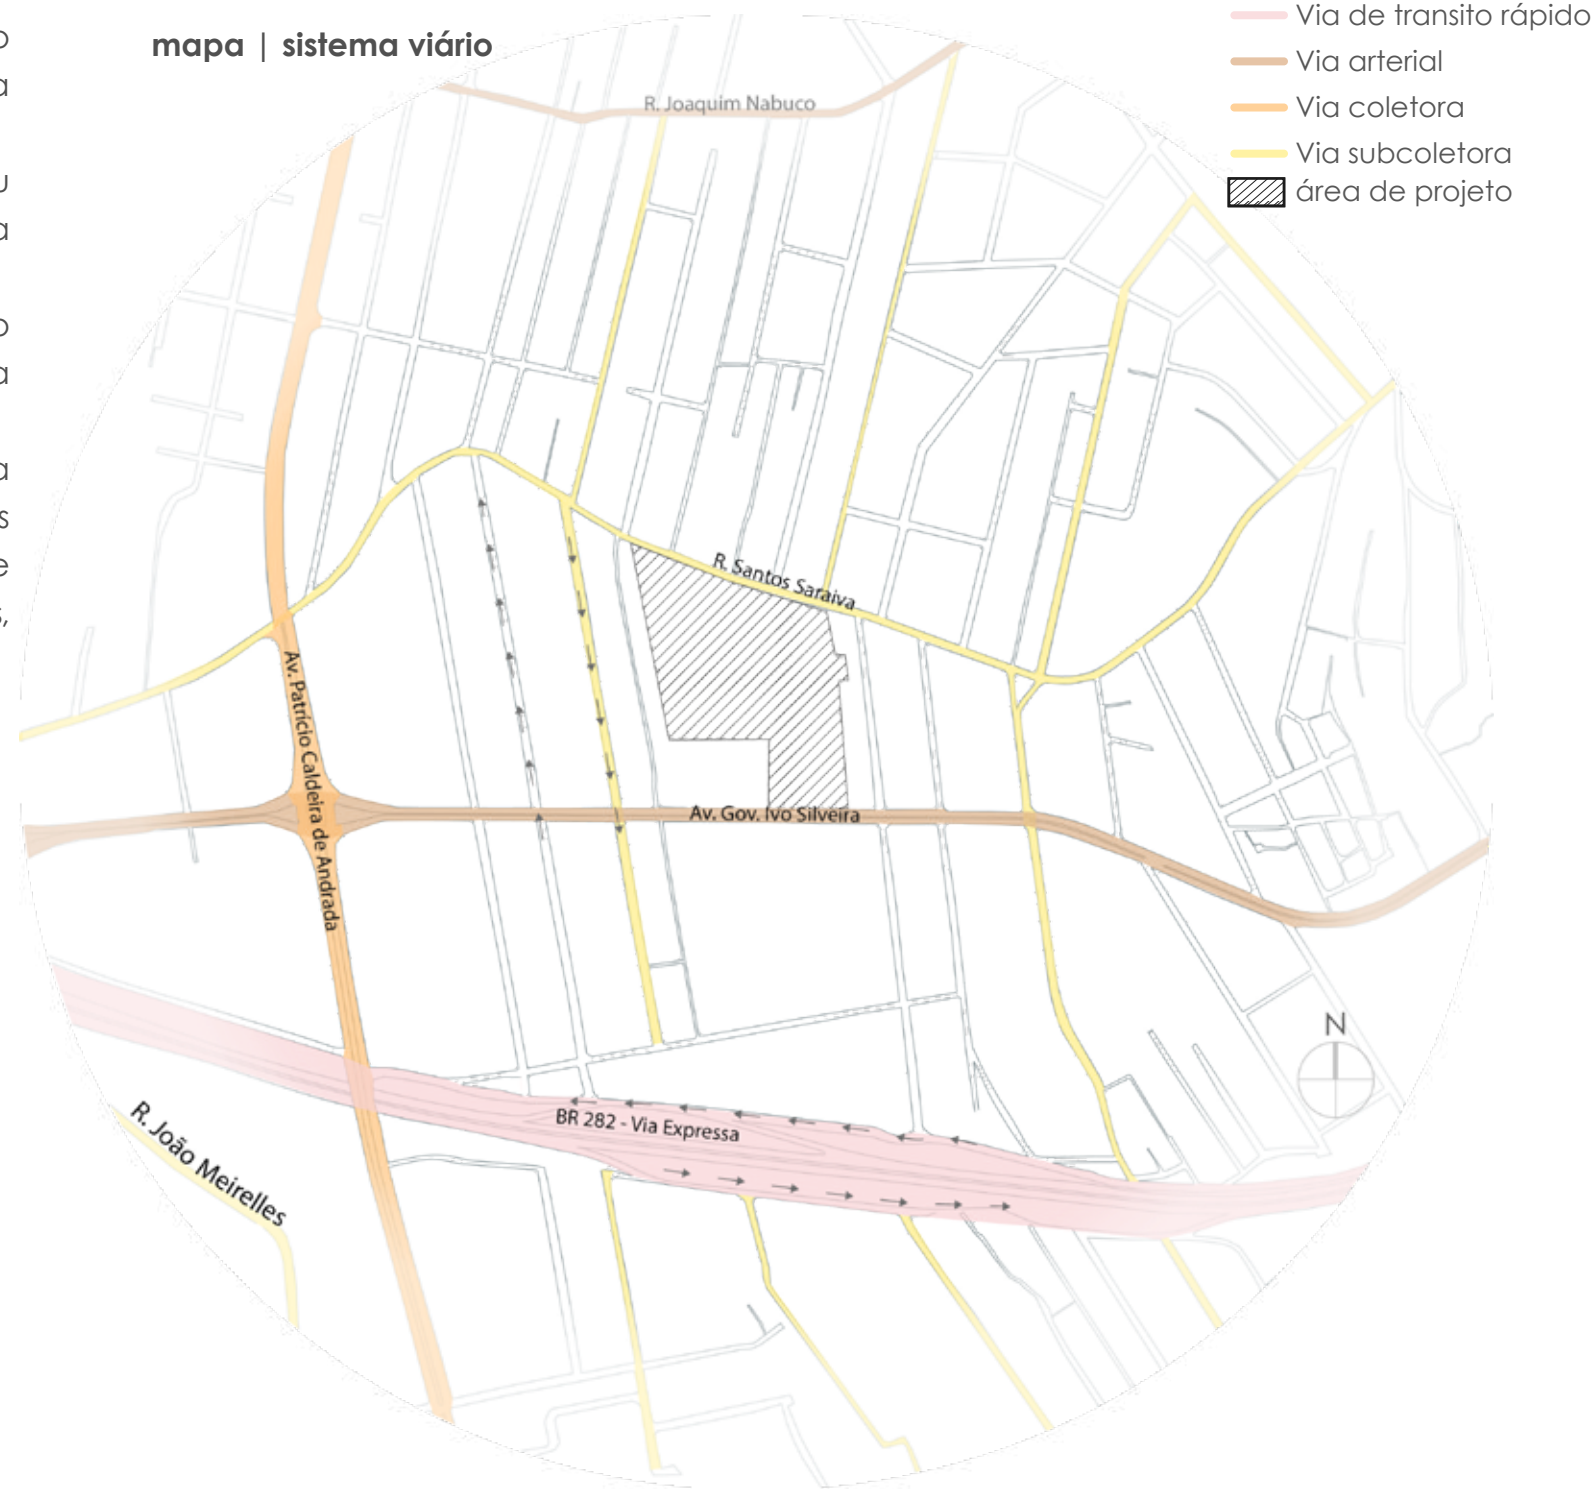 mapa | sistema viário
Via de transito rápido
Via arterial
Via coletora
Via subcoletora
área de projeto
o
a
u
a
o
a
a
s
e
s,
R. Joaquim Nabuco
R. Santos Saraiva
Av. Patrício Caldeira de Andrada
Av. Gov. Ivo Silveira
N
BR 282 - Via Expressa
R. João Meirelles